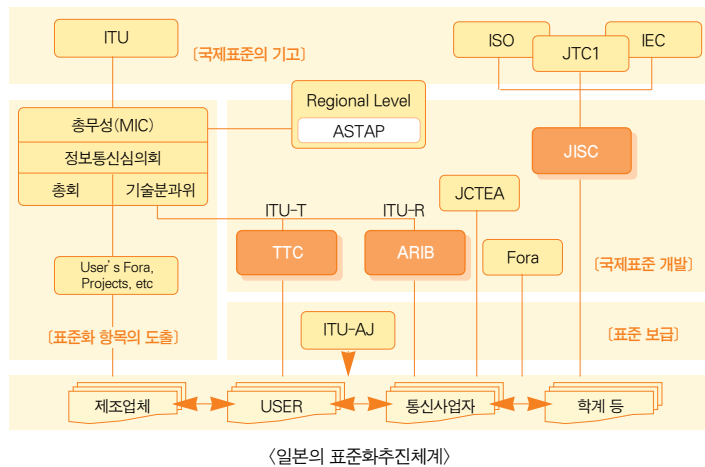 ITU
[국제표준의 기고]
ISO
JTC1
IEC
Regional Level
ASTAP
총무성(MIC)
정보통신심의회
총회
기술분과위
JISC
JCTEA
ITU-T
ITU-R
TTC
ARIB
Fora
[국제표준 개발]
User's Fora,
Projects, etc
[표준화 항목의 도출]
ITU-AJ
[표준 보급]
제조업체
USER
통신사업자
학계 등
〈일본의 표준화추진체계〉